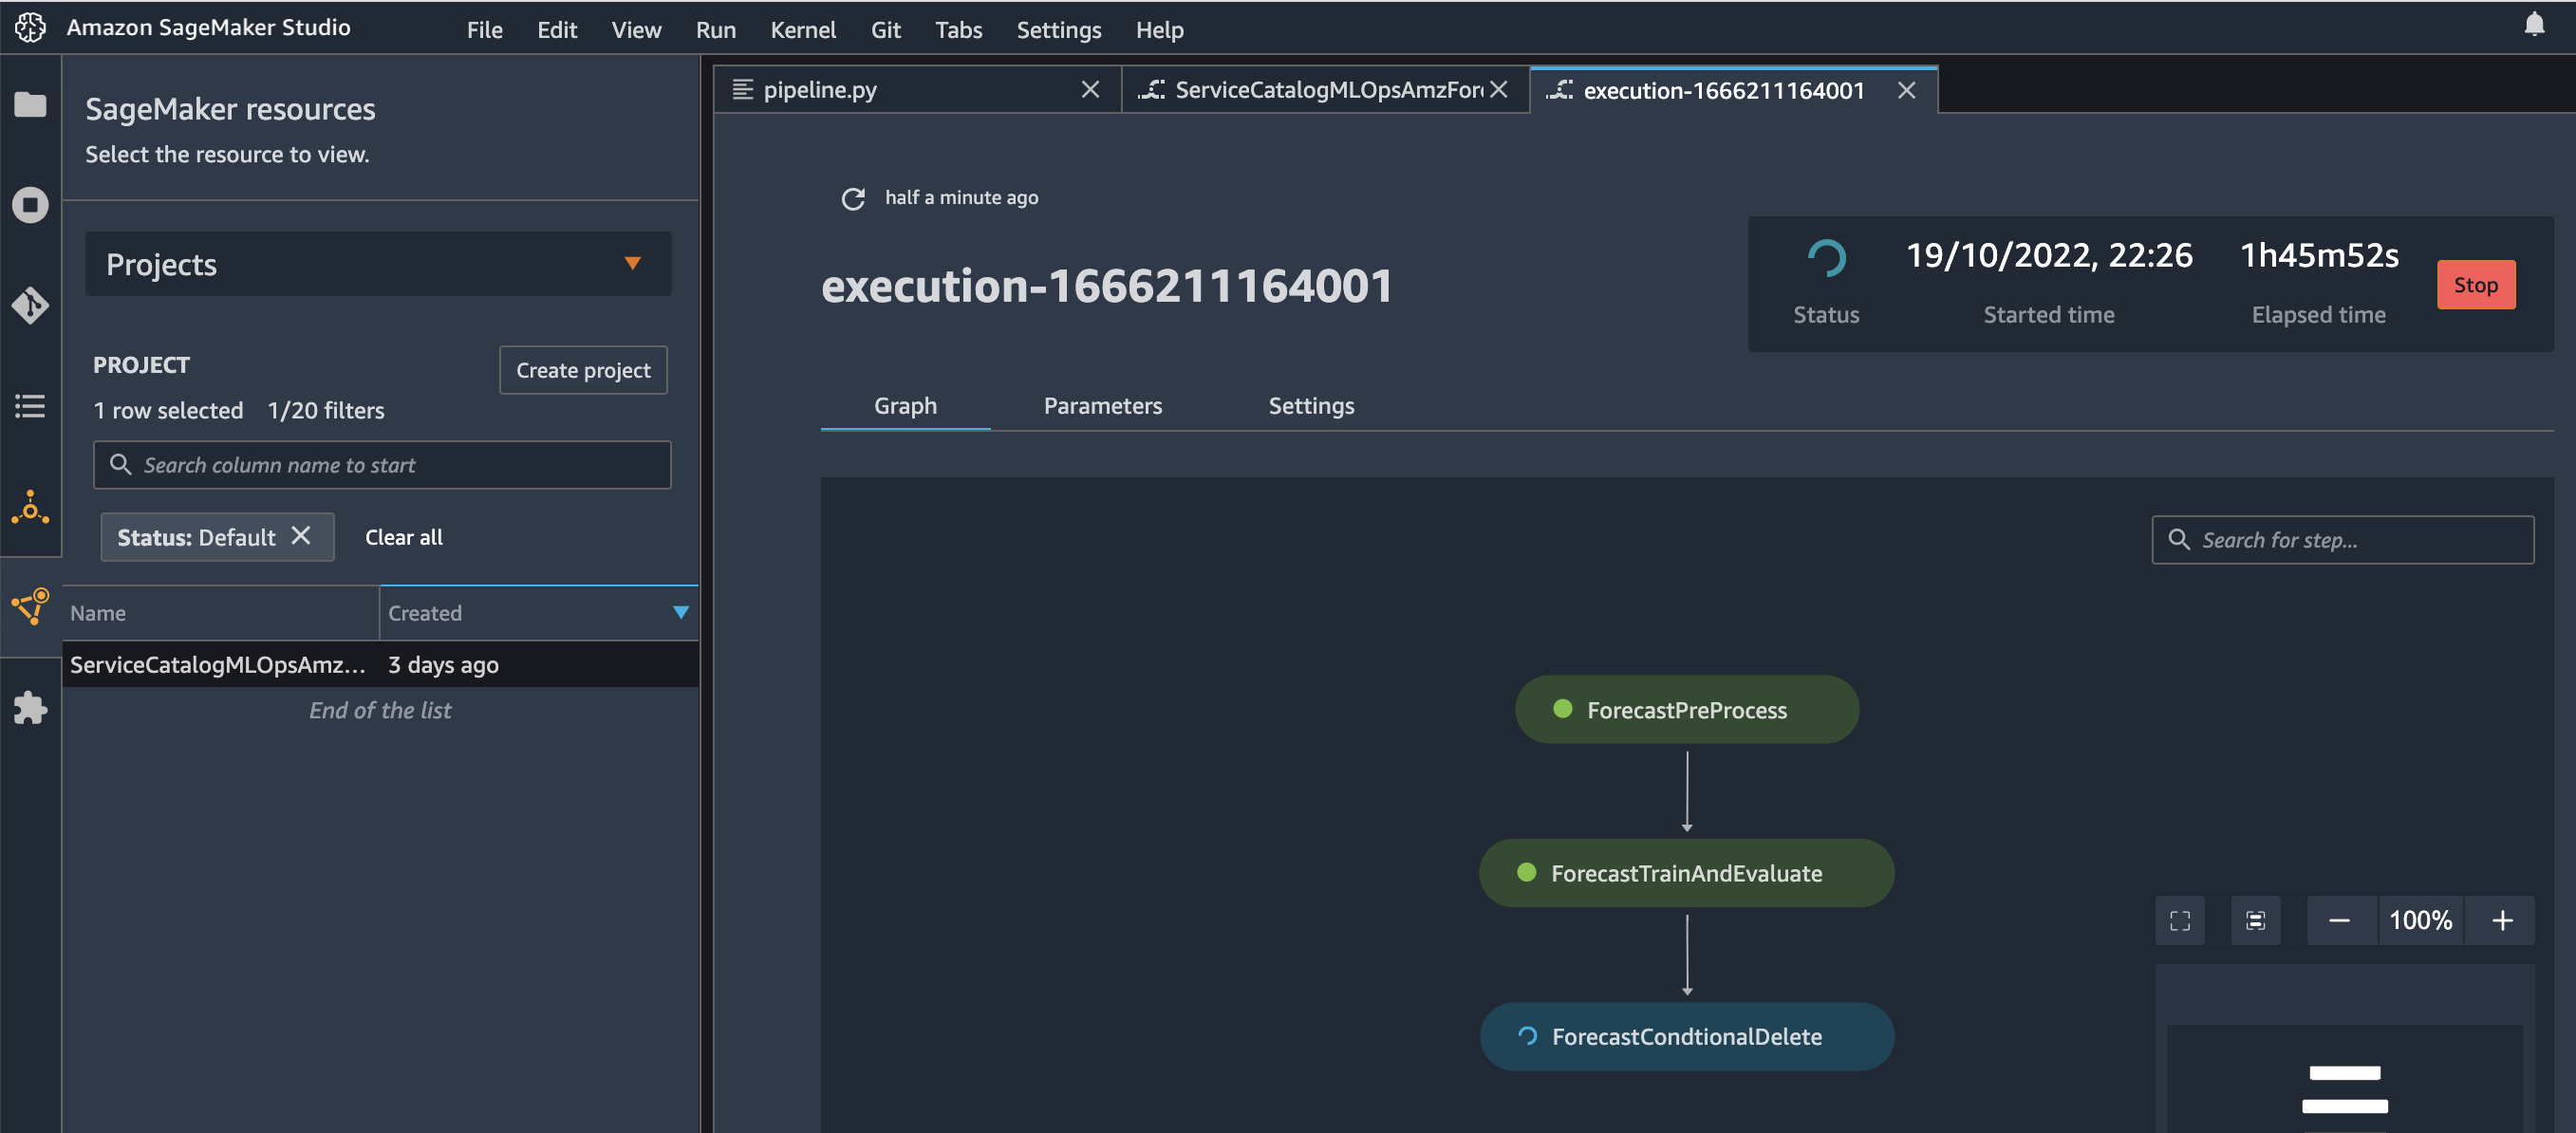 Amazon SageMaker Studio
File Edit View Run Kernel Git Tabs Settings Help
SageMaker resources
Select the resource to view.
Projects
PROJECT
Create project
1 row selected 1/20 filters
Search column name to start
Status: Default
Clear all
Name Created
ServiceCatalogMLOpsAmz... 3 days ago
End of the list
pipeline.py
ServiceCatalogMLOpsAmzFor
execution-1666211164001
half a minute ago
execution-1666211164001
19/10/2022, 22:26 1h45m52s
Status Started time Elapsed time
Stop
Graph Parameters Settings
Search for step...
ForecastPreProcess
ForecastTrainAndEvaluate
100%
ForecastCondtionalDelete